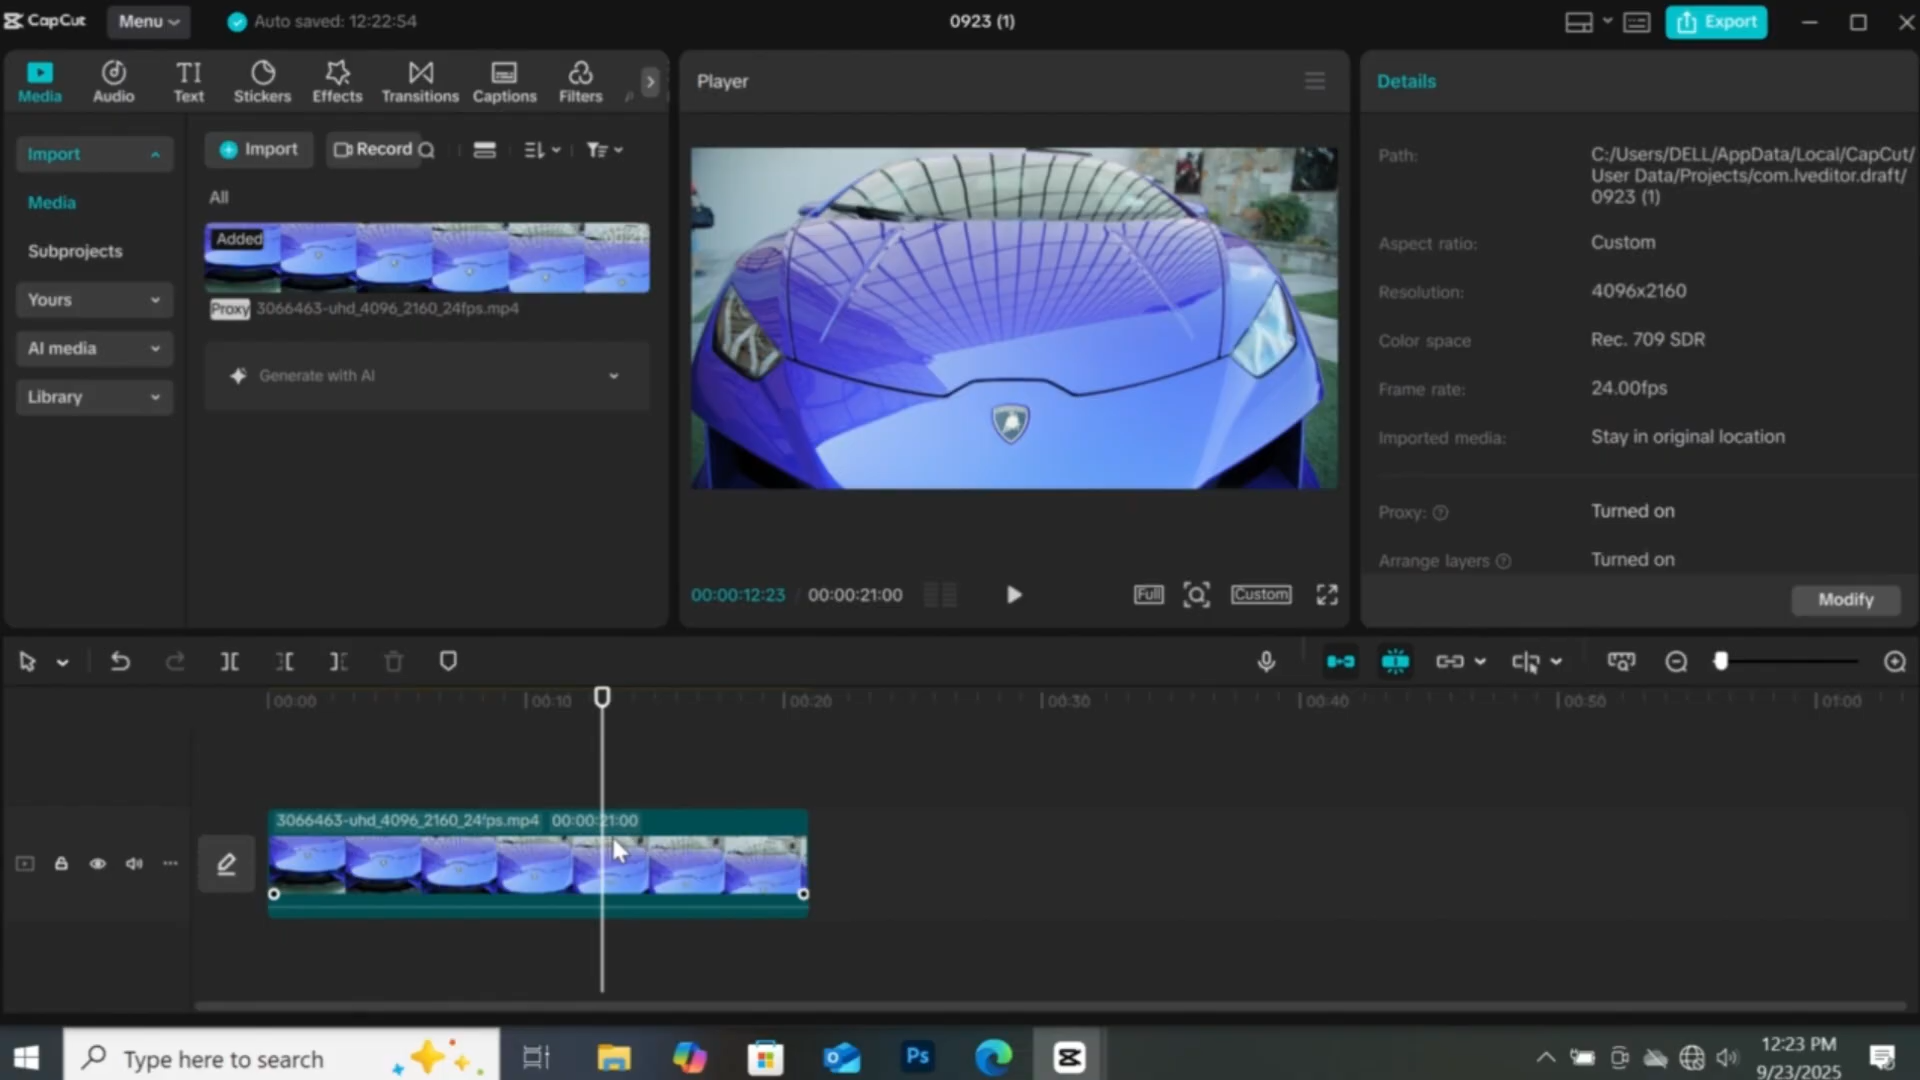 CapCut
Menu
Auto saved: 12:22:54
0923 (1)
Export
Media
Audio
TI
Text
Stickers
Effects
Transitions
Captions
Filters
Player
Details
Import
Media
Subprojects
Yours
AI media
Library
Import
Record
All
Added
Proxy 3066463-uhd_4096_2160_24fps.mp4
Generate with AI
00:00:12:23 / 00:00:21:00
Full
Custom
Path:
C:/Users/DELL/AppData/Local/CapCut/
User Data/Projects/com.lveditor.draft/
0923 (1)
Aspect ratio: Custom
Resolution: 4096x2160
Color space Rec. 709 SDR
Frame rate: 24.00fps
Imported media: Stay in original location
Proxy: Turned on
Arrange layers Turned on
Modify
00:00
00:10
00:20
00:30
00:40
00:50
01:00
3066463-uhd_4096_2160_24fps.mp4 00:00:21:00
Type here to search
Ps
12:23 PM
9/23/2025